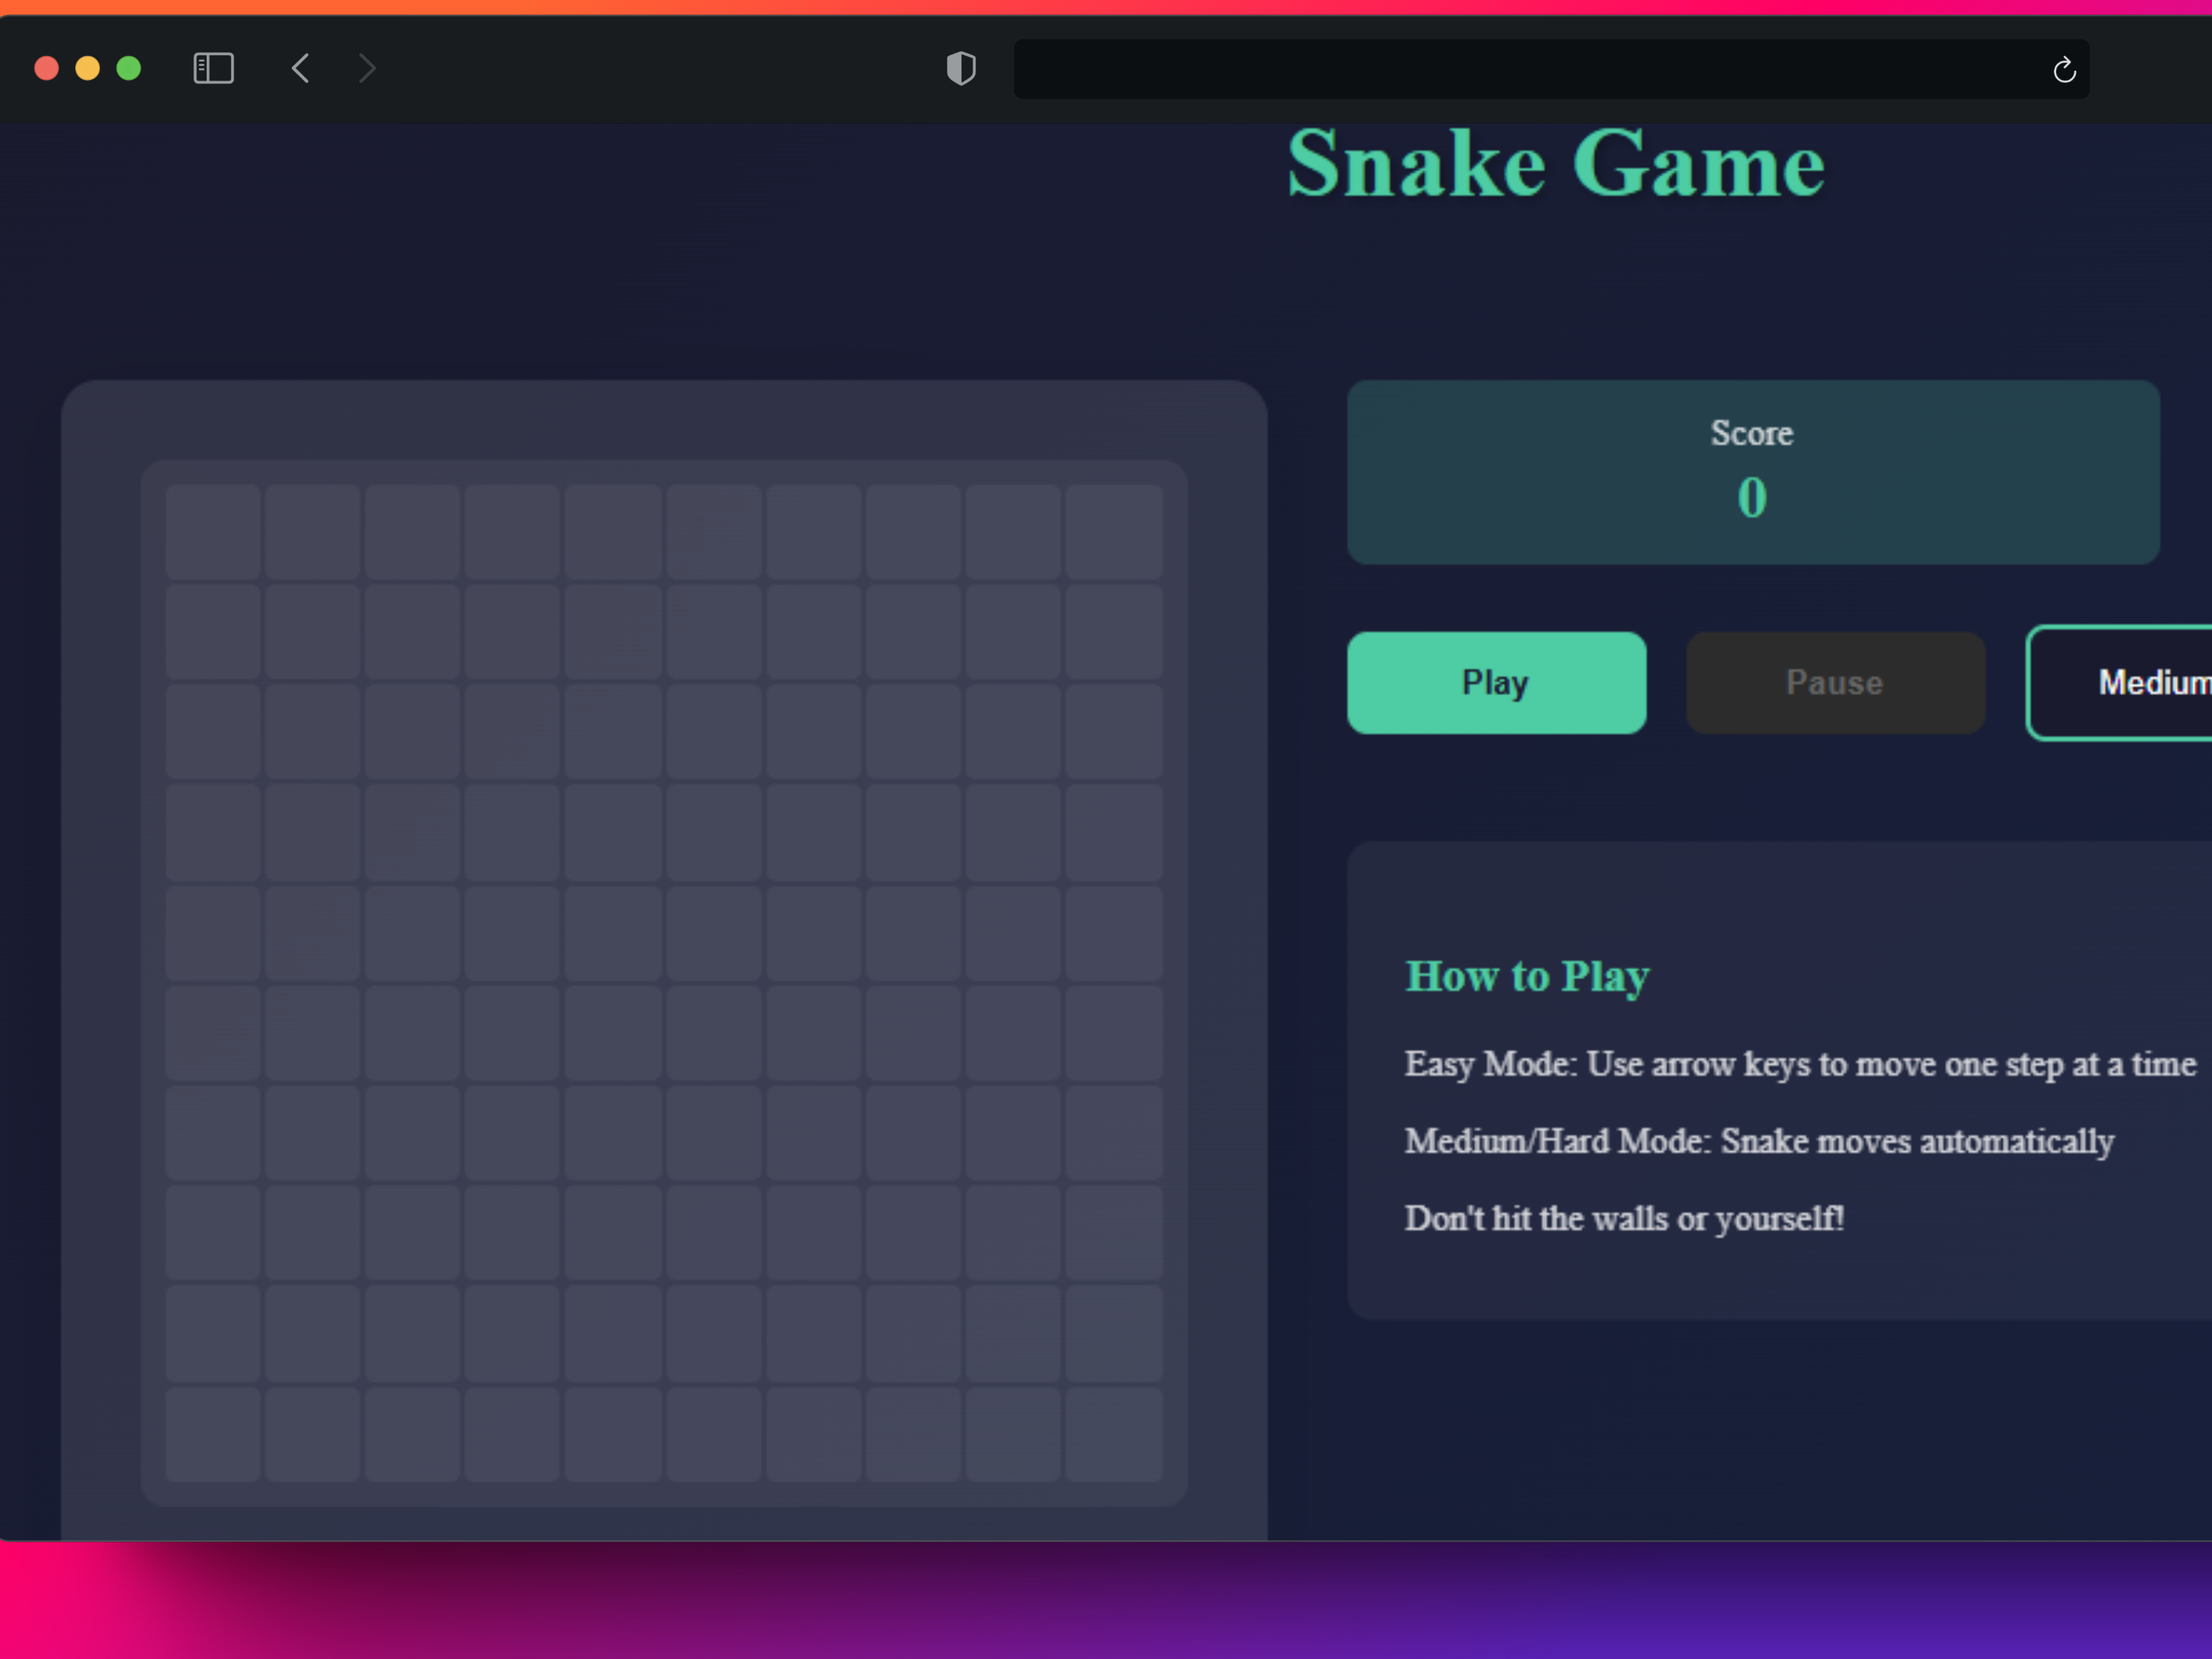 Snake Game
Score
0
Play
Pause
Medium
How to Play
Easy Mode: Use arrow keys to move one step at a time
Medium/Hard Mode: Snake moves automatically
Don't hit the walls or yourself!